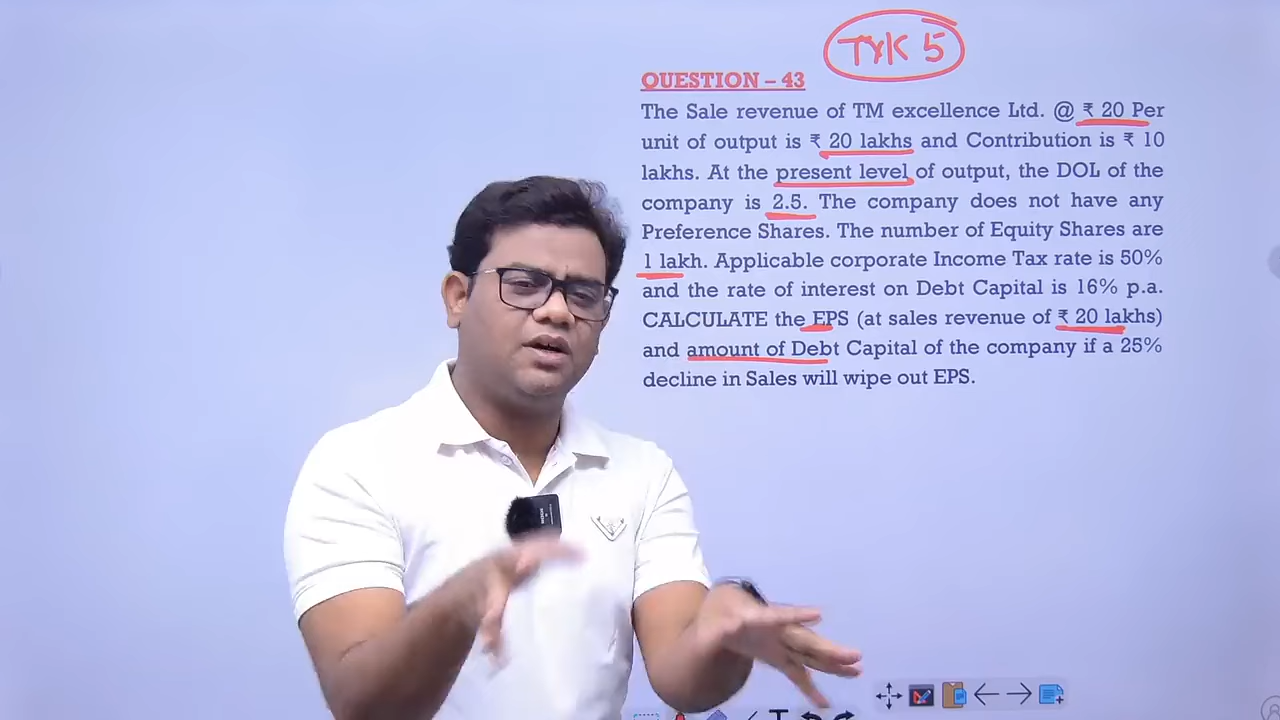 TYK 5
QUESTION – 43
The Sale revenue of TM excellence Ltd. @ ₹ 20 Per
unit of output is ₹ 20 lakhs and Contribution is ₹ 10
lakhs. At the present level of output, the DOL of the
company is 2.5. The company does not have any
Preference Shares. The number of Equity Shares are
1 lakh. Applicable corporate Income Tax rate is 50%
and the rate of interest on Debt Capital is 16% p.a.
CALCULATE the EPS (at sales revenue of ₹ 20 lakhs)
and amount of Debt Capital of the company if a 25%
decline in Sales will wipe out EPS.